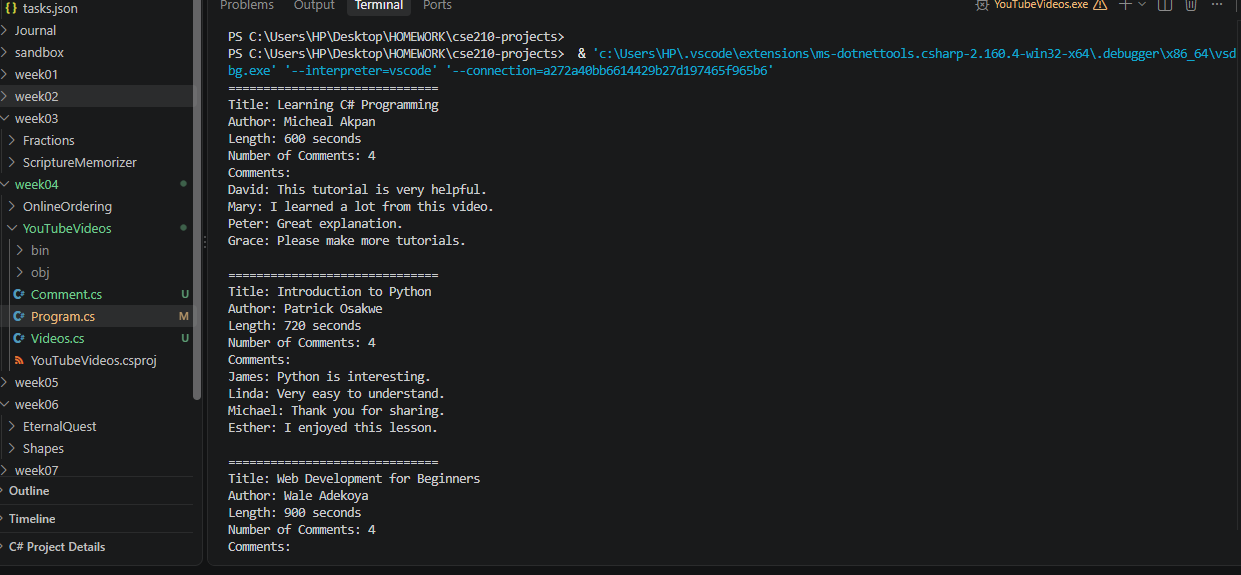 tasks.json
Journal
sandbox
week01
week02
week03
Fractions
ScriptureMemorizer
week04
OnlineOrdering
YouTubeVideos
bin
obj
Comment.cs U
Program.cs M
Videos.cs U
YouTubeVideos.csproj
week05
week06
EternalQuest
Shapes
week07
Outline
Timeline
C# Project Details
Problems Output Terminal Ports
YouTubeVideos.exe
PS C:\Users\HP\Desktop\HOMEWORK\cse210-projects>
PS C:\Users\HP\Desktop\HOMEWORK\cse210-projects> & 'c:\Users\HP\.vscode\extensions\ms-dotnettools.csharp-2.160.4-win32-x64\.debugger\x86_64\vsd
bg.exe' '--interpreter=vscode' '--connection=a272a40bb6614429b27d197465f965b6'
==============================
Title: Learning C# Programming
Author: Micheal Akpan
Length: 600 seconds
Number of Comments: 4
Comments:
David: This tutorial is very helpful.
Mary: I learned a lot from this video.
Peter: Great explanation.
Grace: Please make more tutorials.
==============================
Title: Introduction to Python
Author: Patrick Osakwe
Length: 720 seconds
Number of Comments: 4
Comments:
James: Python is interesting.
Linda: Very easy to understand.
Michael: Thank you for sharing.
Esther: I enjoyed this lesson.
==============================
Title: Web Development for Beginners
Author: Wale Adekoya
Length: 900 seconds
Number of Comments: 4
Comments: